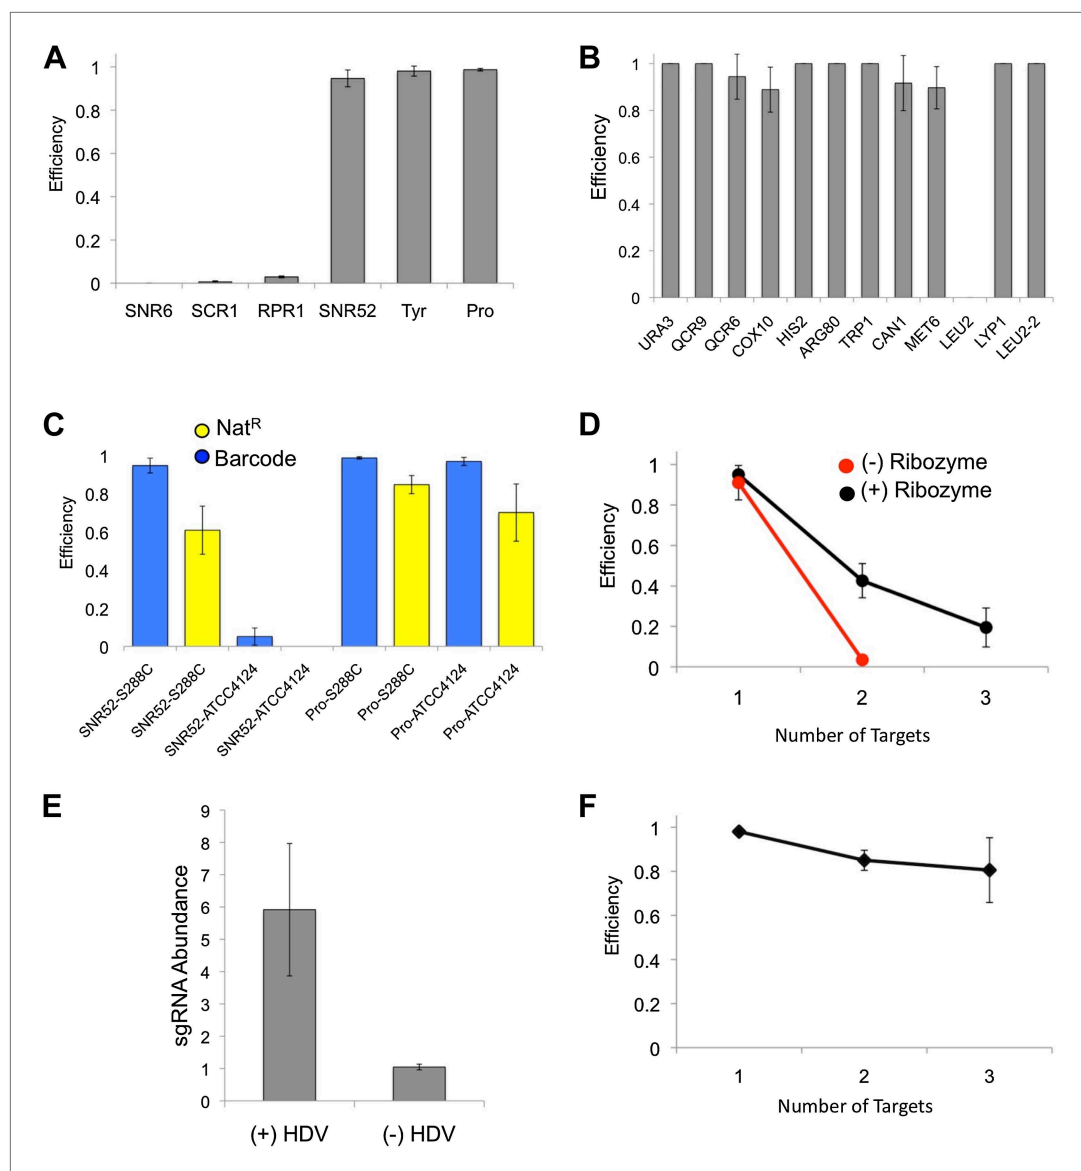 A
Efficiency
1
0.8
0.6
0.4
0.2
0
SNR6 SCR1 RPR1 SNR52 Tyr Pro
B
Efficiency
1
0.8
0.6
0.4
0.2
0
URA3 QCR9 QCR6 COX10 HIS2 ARG80 TRP1 CAN1 MET6 LEU2 LYP1 LEU2-2
C
Nat^R
Barcode
Efficiency
1
0.8
0.6
0.4
0.2
0
SNR52-S288C SNR52-S288C SNR52-ATCC4124 SNR52-ATCC4124 Pro-S288C Pro-S288C Pro-ATCC4124 Pro-ATCC4124
D
(-) Ribozyme
(+) Ribozyme
Efficiency
1
0.8
0.6
0.4
0.2
0
1 2 3
Number of Targets
E
sgRNA Abundance
9
8
7
6
5
4
3
2
1
0
(+) HDV (-) HDV
F
Efficiency
1
0.8
0.6
0.4
0.2
0
1 2 3
Number of Targets